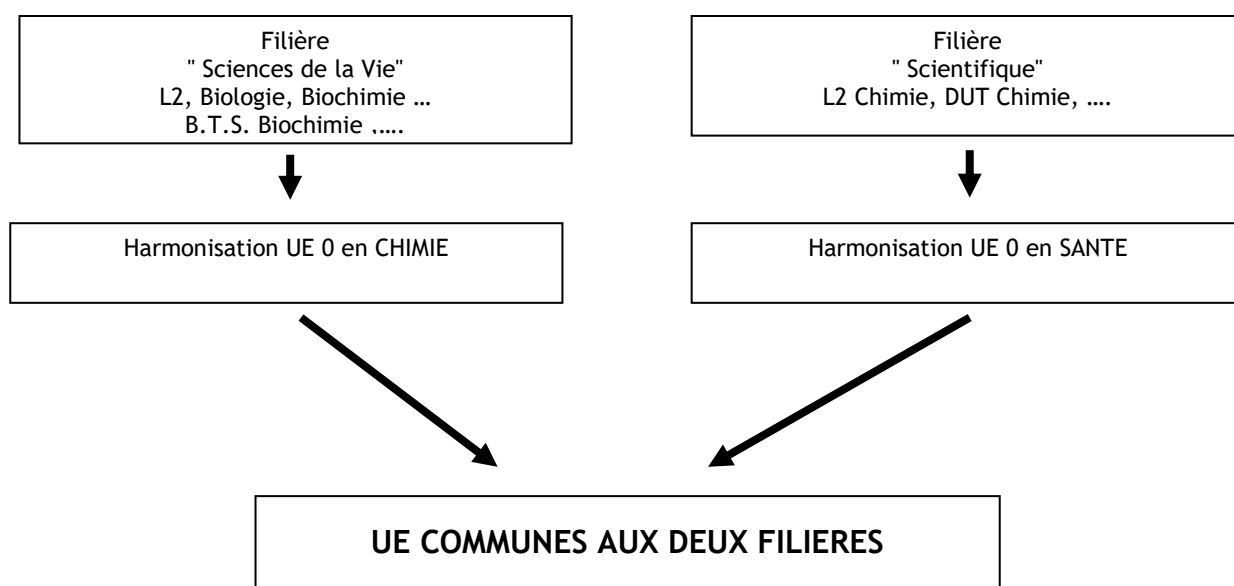 Filière
" Sciences de la Vie"
L2, Biologie, Biochimie …
B.T.S. Biochimie ,….
Filière
" Scientifique"
L2 Chimie, DUT Chimie, ….
Harmonisation UE 0 en CHIMIE
Harmonisation UE 0 en SANTE
UE COMMUNES AUX DEUX FILIERES